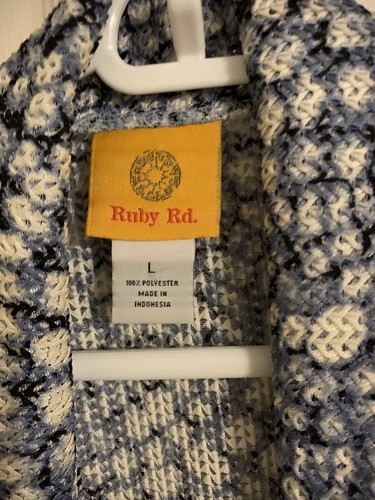 Ruby Rd.
L
100% POLYESTER
MADE IN
INDONESIA